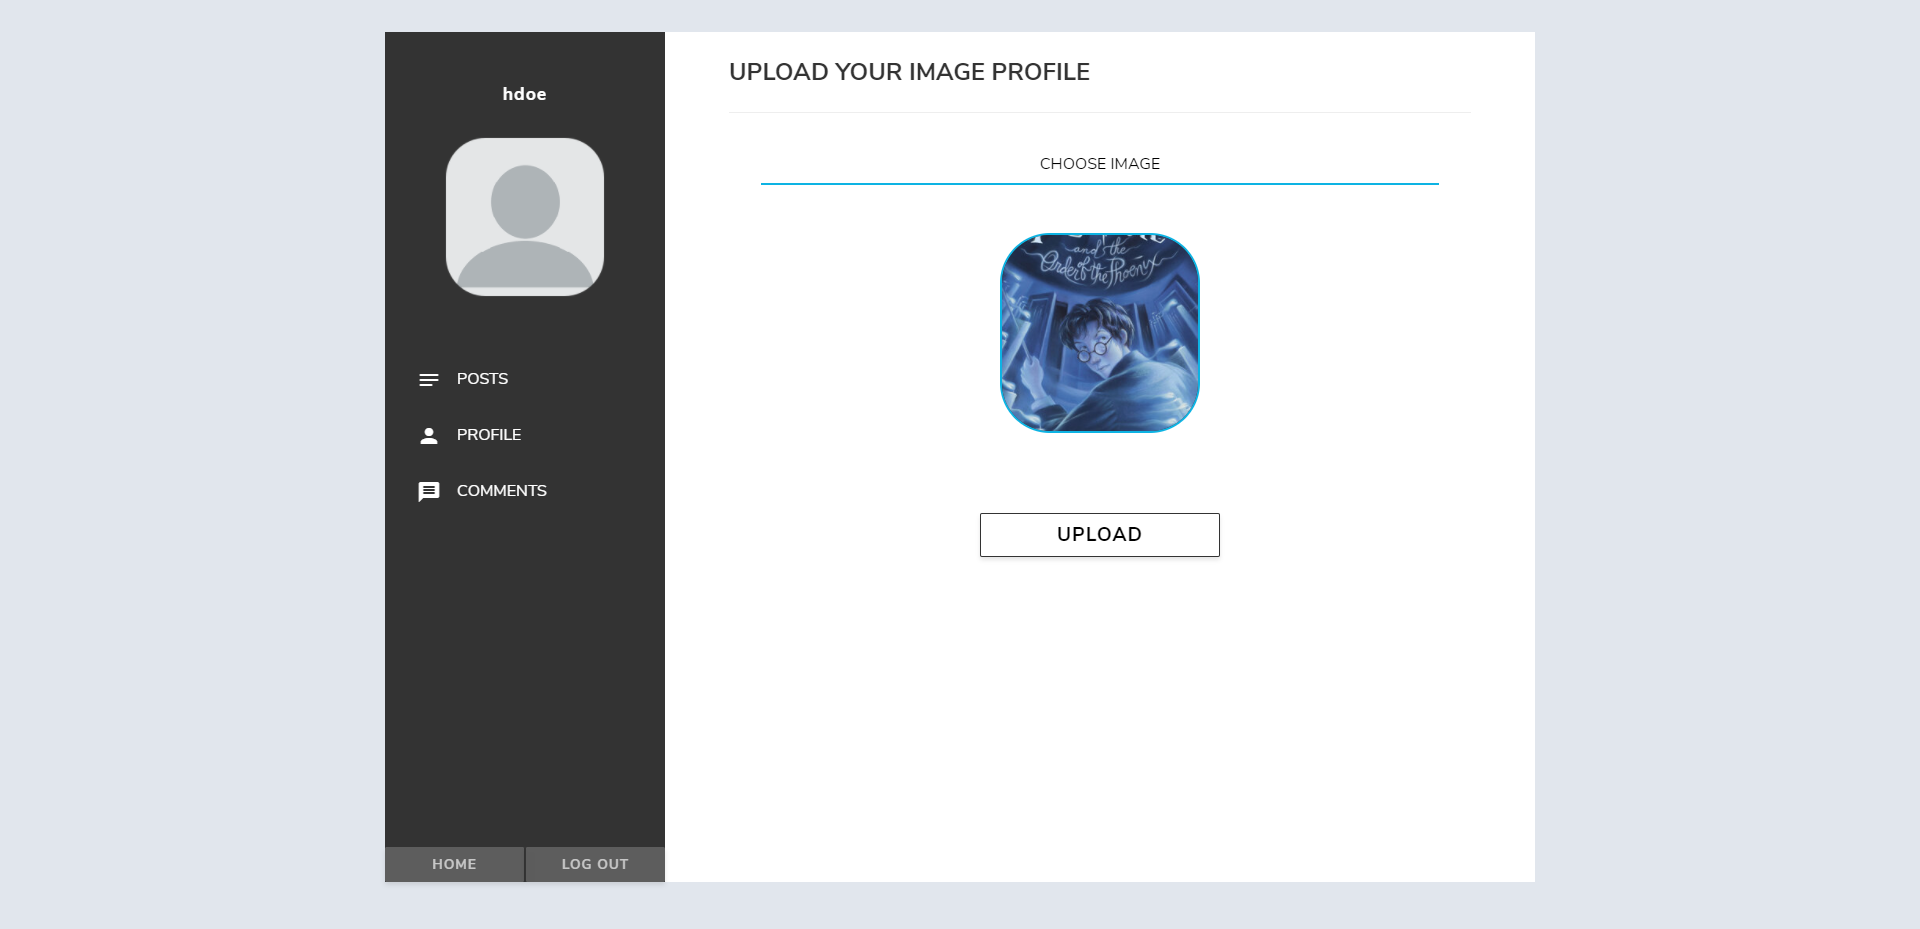 hdoe
POSTS
PROFILE
COMMENTS
HOME
LOG OUT
UPLOAD YOUR IMAGE PROFILE
CHOOSE IMAGE
and the
Order of the Phoenix
UPLOAD